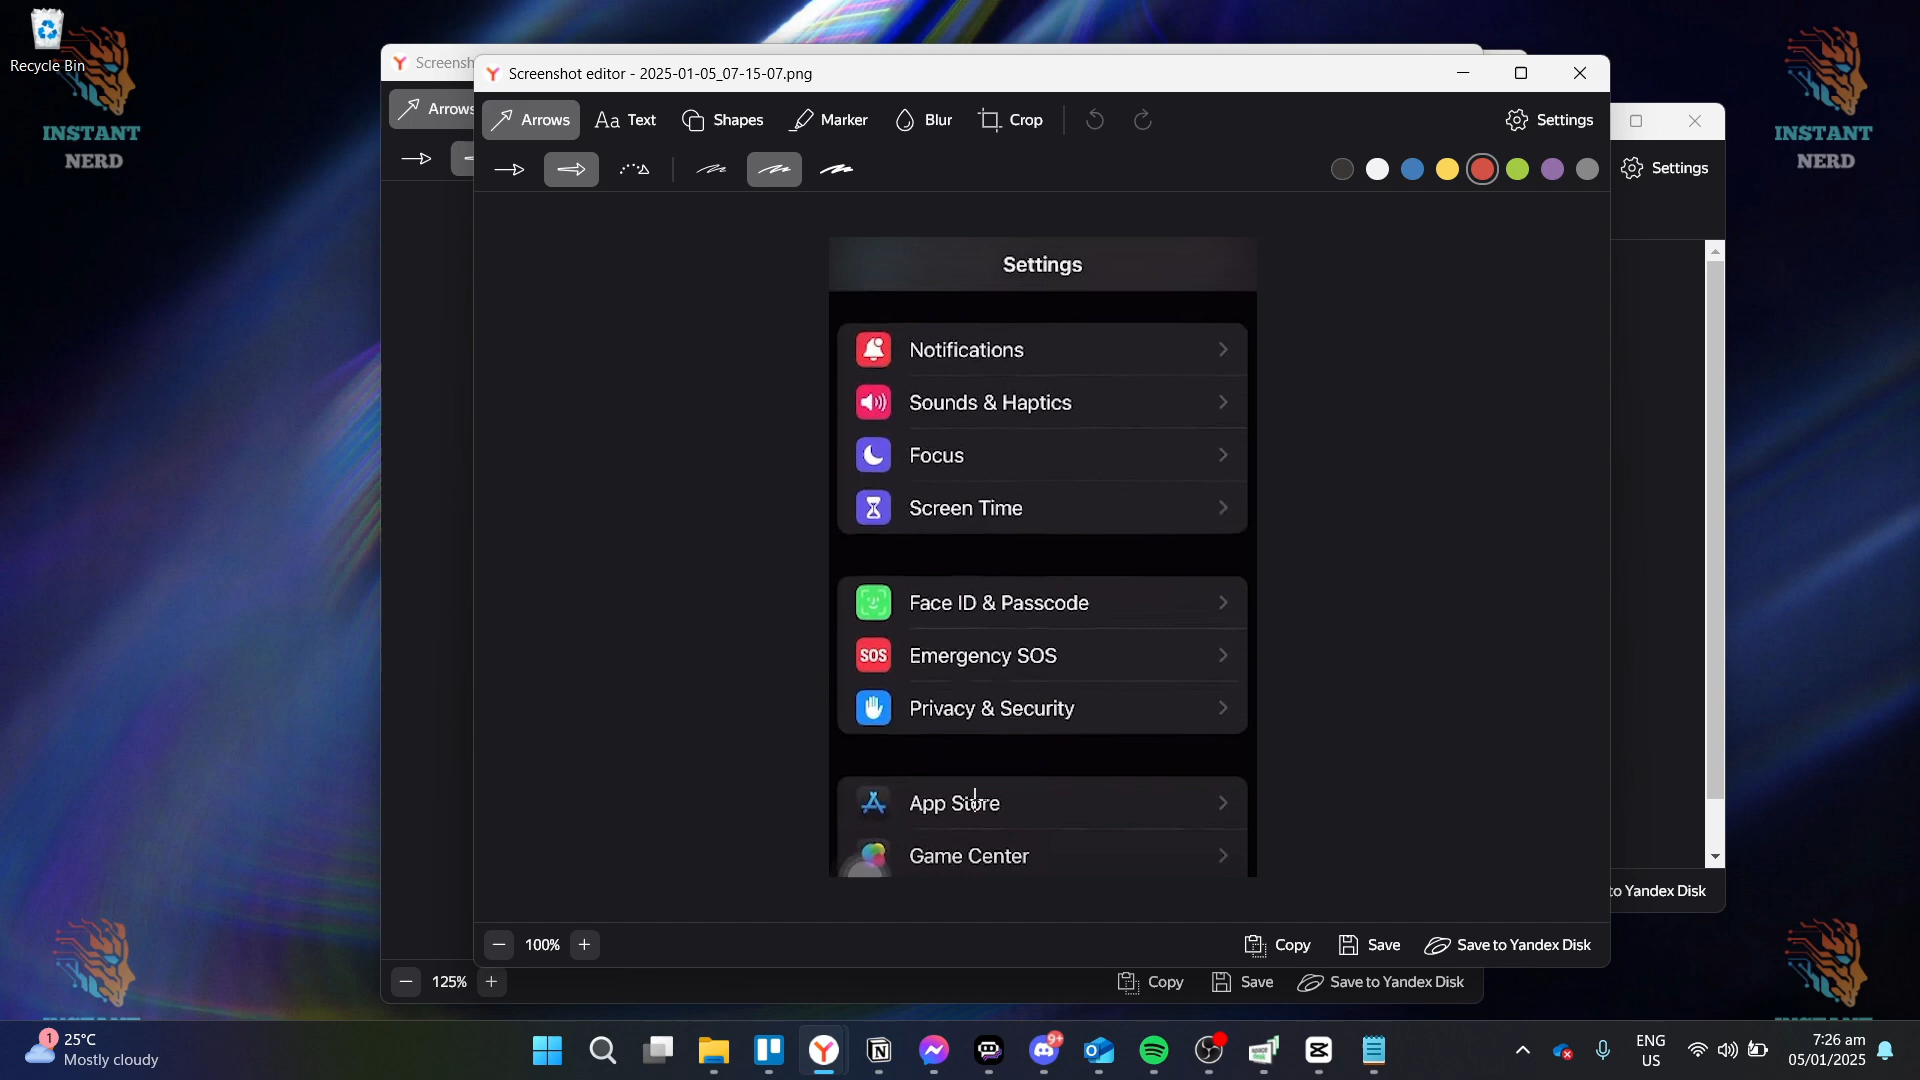 Recycle Bin
INSTANT
NERD
INSTANT
NERD
Screensh
Screenshot editor - 2025-01-05_07-15-07.png
Arrows
Arrows
Text
Shapes
Marker
Blur
Crop
Settings
Settings
Settings
Notifications
Sounds & Haptics
Focus
Screen Time
Face ID & Passcode
SOS
Emergency SOS
Privacy & Security
App Store
Game Center
to Yandex Disk
100%
Copy
Save
Save to Yandex Disk
125%
Copy
Save
Save to Yandex Disk
1
25°C
Mostly cloudy
9+
ENG
US
7:26 am
05/01/2025